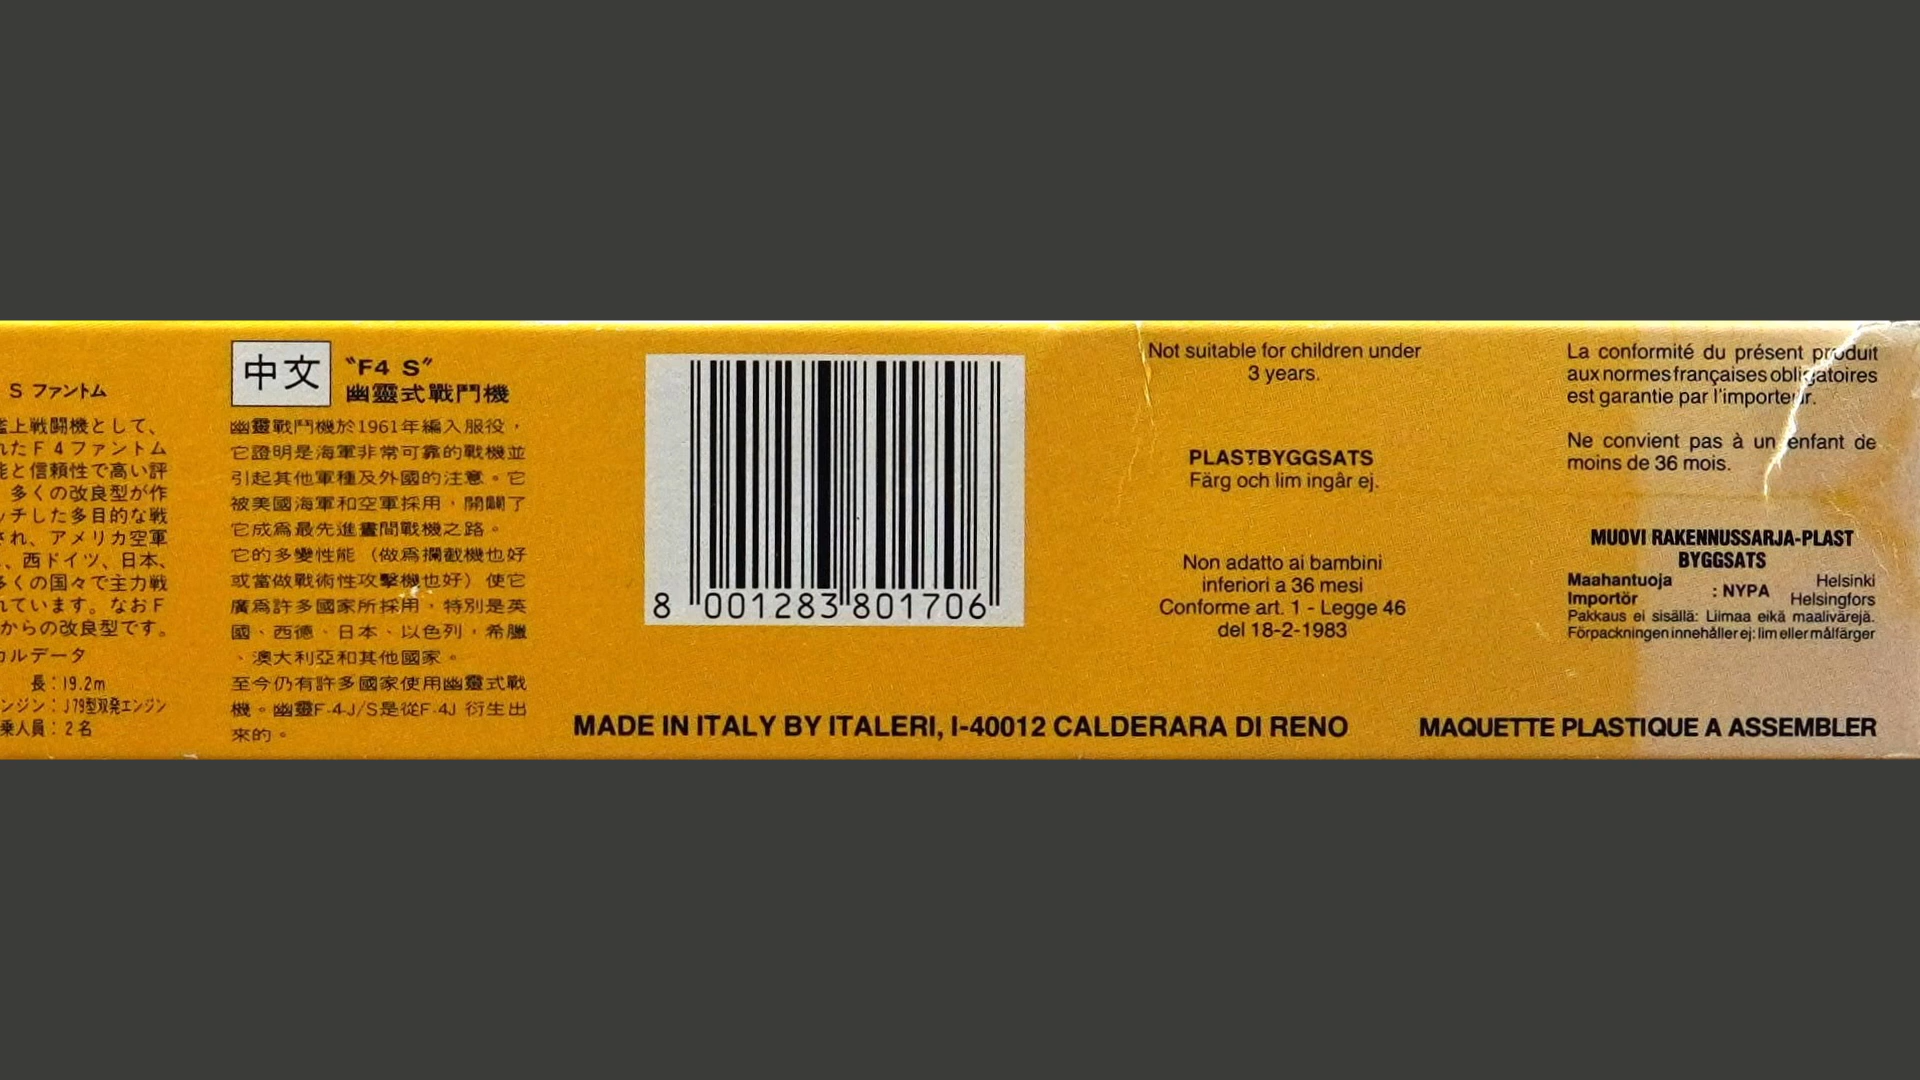 S ファントム
艦上戦闘機として、
れたF4ファントム
能と信頼性で高い評
多くの改良型が作
ッチした多目的な戦
され、アメリカ空軍
、西ドイツ、日本、
多くの国々で主力戦
れています。なおF
からの改良型です。
カルデータ
長：19.2m
ンジン：J79型双発エンジン
乗人員：2名
中文
"F4 S"
幽靈式戰鬥機
幽靈戰鬥機於1961年編入服役，
它證明是海軍非常可靠的戰機並
引起其他軍種及外國的注意。它
被美國海軍和空軍採用，開闢了
它成爲最先進晝間戰機之路。
它的多變性能（做爲攔截機也好
或當做戰術性攻擊機也好）使它
廣爲許多國家所採用，特別是英
國、西德、日本、以色列，希臘
、澳大利亞和其他國家。
至今仍有許多國家使用幽靈式戰
機。幽靈F-4J/S是從F-4J 衍生出
來的。
8 001283 801706
MADE IN ITALY BY ITALERI, I-40012 CALDERARA DI RENO
Not suitable for children under
3 years.
PLASTBYGGSATS
Färg och lim ingår ej.
Non adatto ai bambini
inferiori a 36 mesi
Conforme art. 1 - Legge 46
del 18-2-1983
La conformité du présent produit
aux normes françaises obligatoires
est garantie par l'importeur.
Ne convient pas à un enfant de
moins de 36 mois.
MUOVI RAKENNUSSARJA-PLAST
BYGGSATS
Maahantuoja : NYPA Helsinki
Importör Helsingfors
Pakkaus ei sisällä: Liimaa eikä maalivärejä.
Förpackningen innehåller ej: lim eller målfärger
MAQUETTE PLASTIQUE A ASSEMBLER